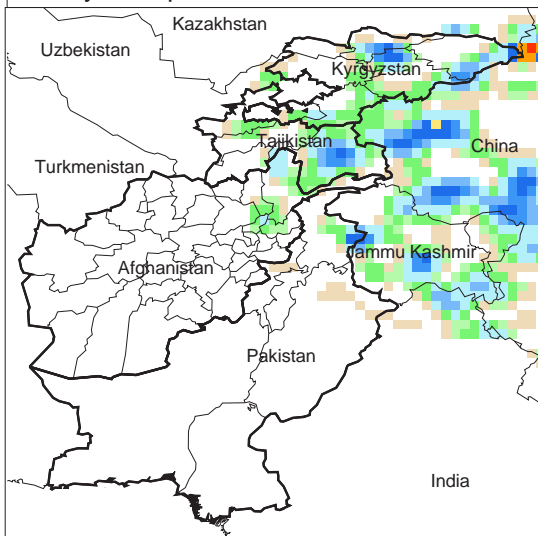 Kazakhstan
Uzbekistan
Kyrgyzstan
Tajikistan
China
Turkmenistan
Jammu Kashmir
Afghanistan
Pakistan
India